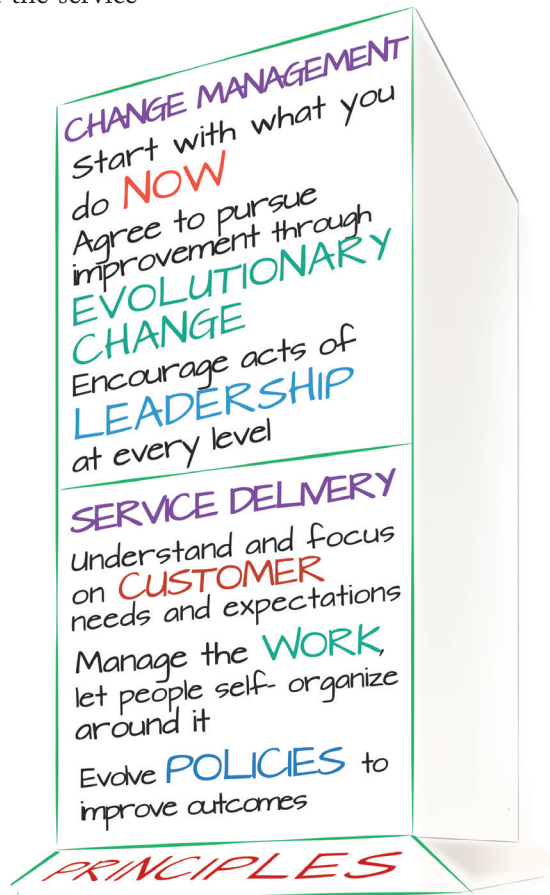 the service
CHANGE MANAGEMENT
Start with what you
do NOW
Agree to pursue
improvement through
EVOLUTIONARY
CHANGE
Encourage acts of
LEADERSHIP
at every level
SERVICE DELIVERY
Understand and focus
on CUSTOMER
needs and expectations
Manage the WORK,
let people self- organize
around it
Evolve POLICIES to
improve outcomes
PRINCIPLES